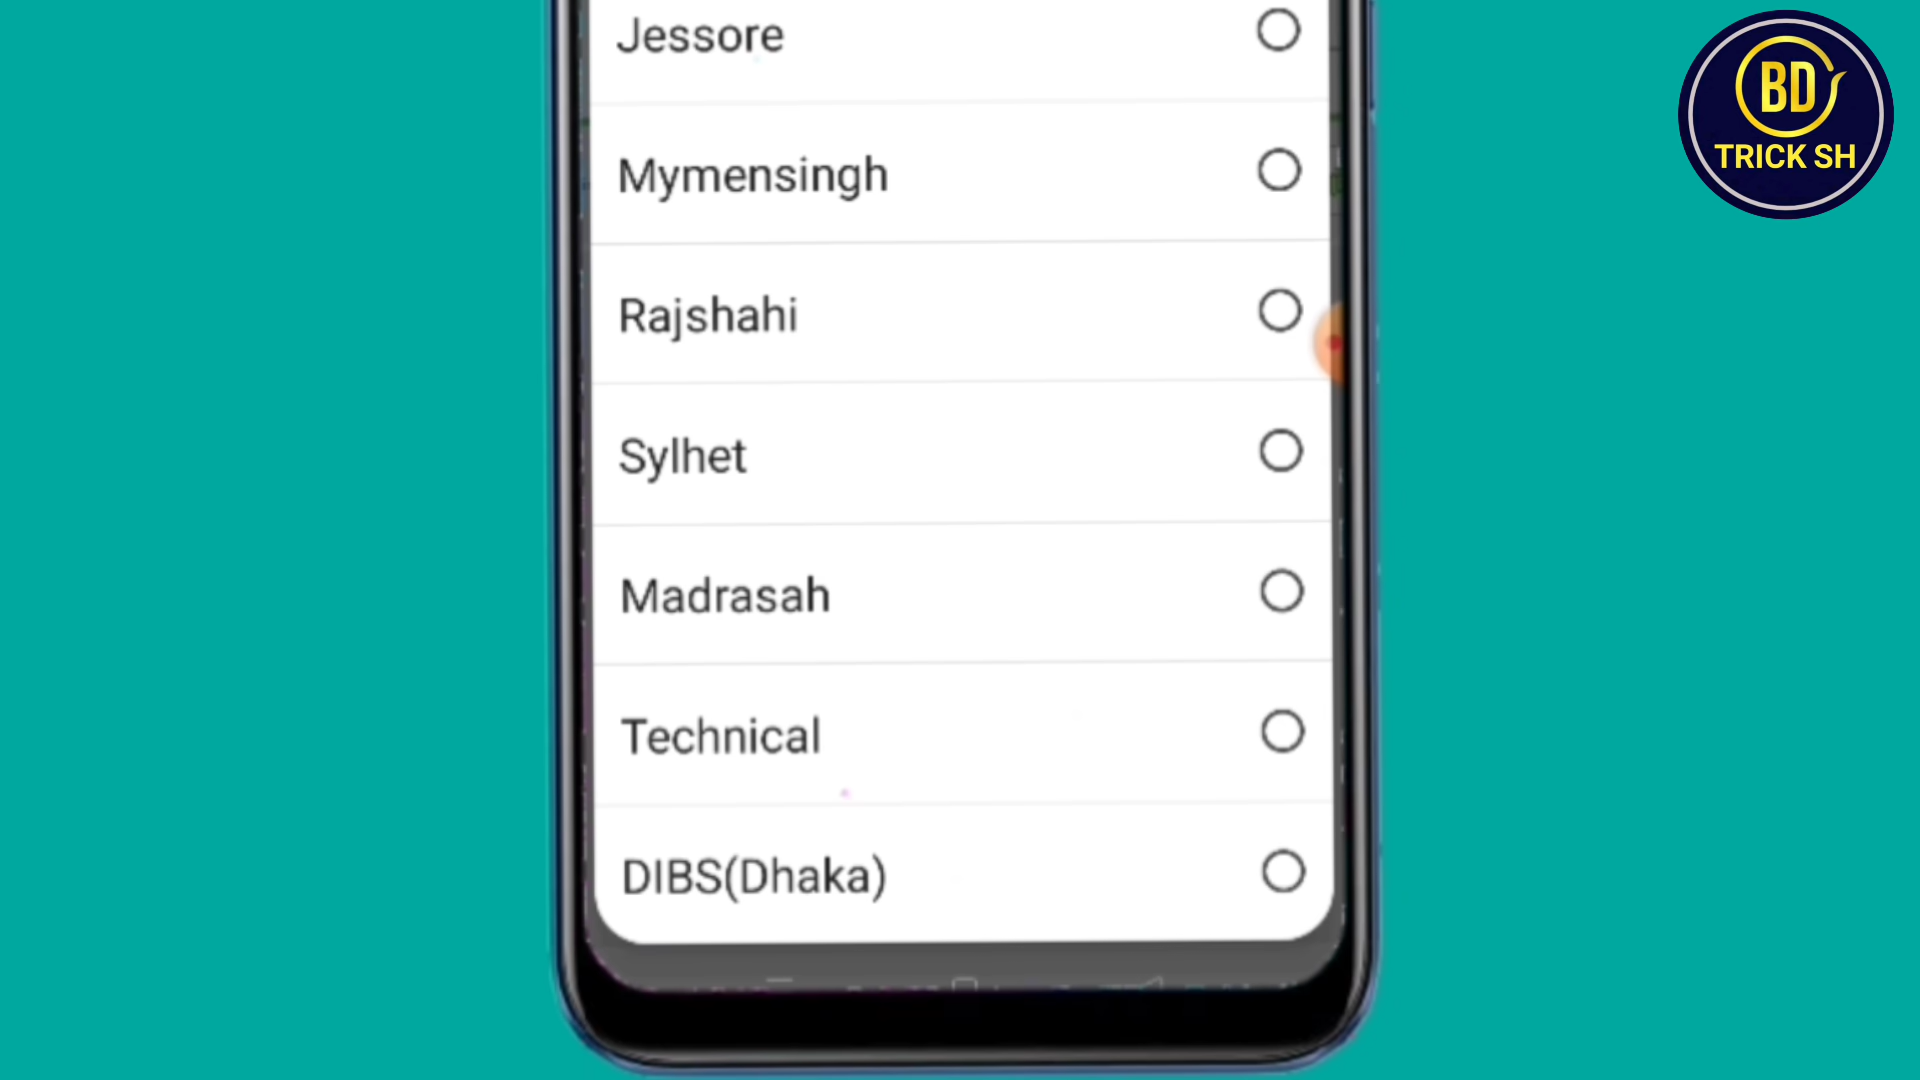 Jessore
Mymensingh
Rajshahi
Sylhet
Madrasah
Technical
DIBS(Dhaka)
BD
TRICK SH